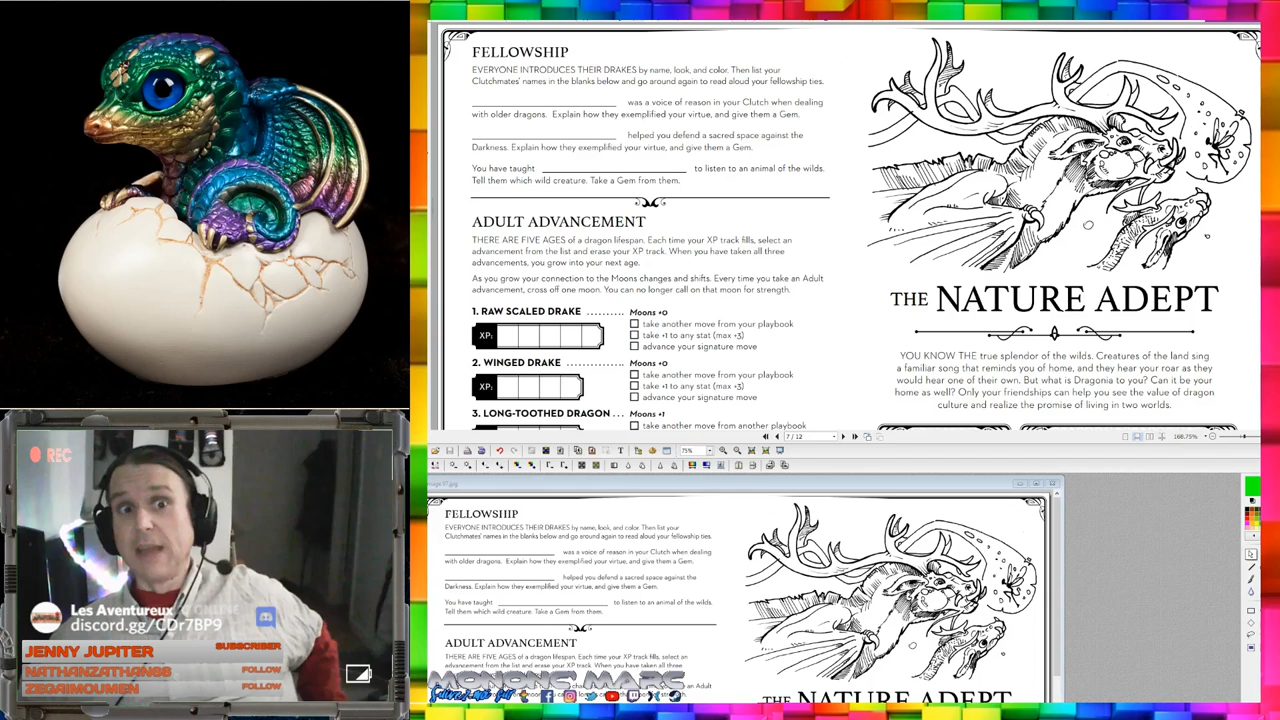 FELLOWSHIP
EVERYONE INTRODUCES THEIR DRAKES by name, look, and color. Then list your
Clutchmates' names in the blanks below and go around again to read aloud your fellowship ties.
was a voice of reason in your Clutch when dealing
with older dragons. Explain how they exemplified your virtue, and give them a Gem.
helped you defend a sacred space against the
Darkness. Explain how they exemplified your virtue, and give them a Gem.
You have taught to listen to an animal of the wilds.
Tell them which wild creature. Take a Gem from them.
ADULT ADVANCEMENT
THERE ARE FIVE AGES of a dragon lifespan. Each time your XP track fills, select an
advancement from the list and erase your XP track. When you have taken all three
advancements, you grow into your next age.
As you grow your connection to the Moons changes and shifts. Every time you take an Adult
advancement, cross off one moon. You can no longer call on that moon for strength.
1. RAW SCALED DRAKE ......... Moons +0
XP:
take another move from your playbook
take +1 to any stat (max +3)
advance your signature move
2. WINGED DRAKE .............. Moons +0
XP:
take another move from your playbook
take +1 to any stat (max +3)
advance your signature move
3. LONG-TOOTHED DRAGON ... Moons +1
take another move from another playbook
THE NATURE ADEPT
YOU KNOW THE true splendor of the wilds. Creatures of the land sing
a familiar song that reminds you of home, and they hear your roar as they
would hear one of their own. But what is Dragonia to you? Can it be your
home as well? Only your friendships can help you see the value of dragon
culture and realize the promise of living in two worlds.
7 / 12
168.75%
75%
FELLOWSHIP
EVERYONE INTRODUCES THEIR DRAKES by name, look, and color. Then list your
Clutchmates' names in the blanks below and go around again to read aloud your fellowship ties.
was a voice of reason in your Clutch when dealing
with older dragons. Explain how they exemplified your virtue, and give them a Gem.
helped you defend a sacred space against the
Darkness. Explain how they exemplified your virtue, and give them a Gem.
You have taught to listen to an animal of the wilds.
Tell them which wild creature. Take a Gem from them.
ADULT ADVANCEMENT
THERE ARE FIVE AGES of a dragon lifespan. Each time your XP track fills, select an
THE NATURE ADEPT
REC
Les Aventureux
discord.gg/CDr7BP9
JENNY JUPITER SUBSCRIBER
NATHANZATHAN88 FOLLOW
ZEGAIMOUMEN FOLLOW
MONONC' MARC